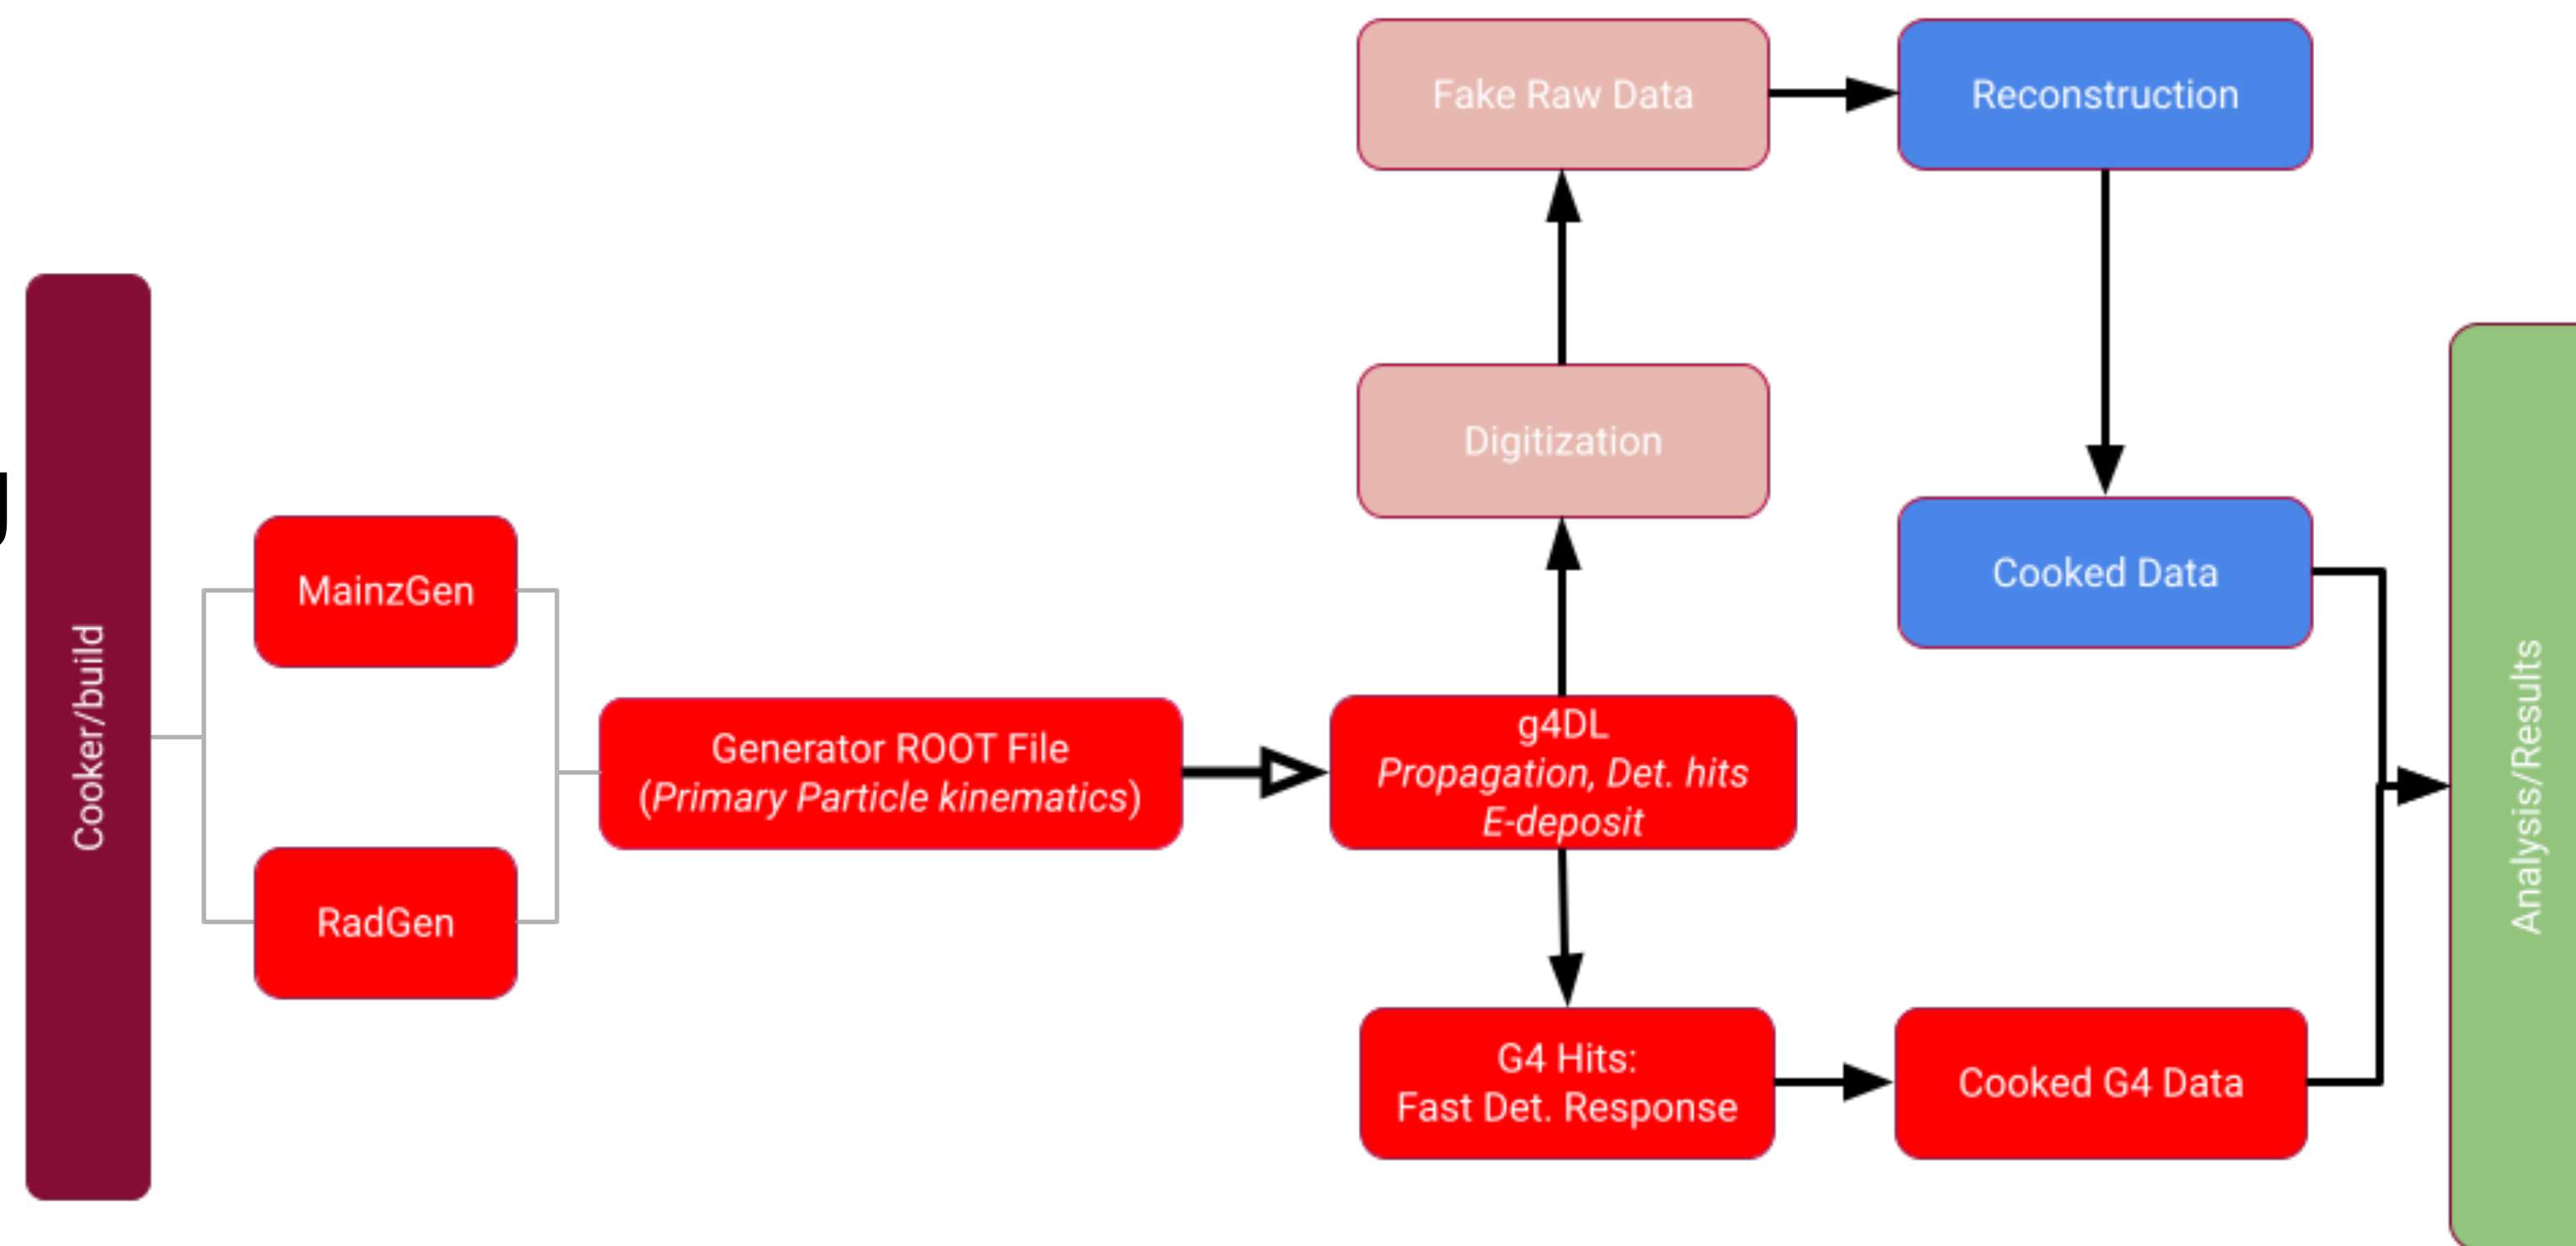 Cooker/build
MainzGen
RadGen
Generator ROOT File
(Primary Particle kinematics)
g4DL
Propagation, Det. hits
E-deposit
Digitization
Fake Raw Data
Reconstruction
Cooked Data
G4 Hits:
Fast Det. Response
Cooked G4 Data
Analysis/Results